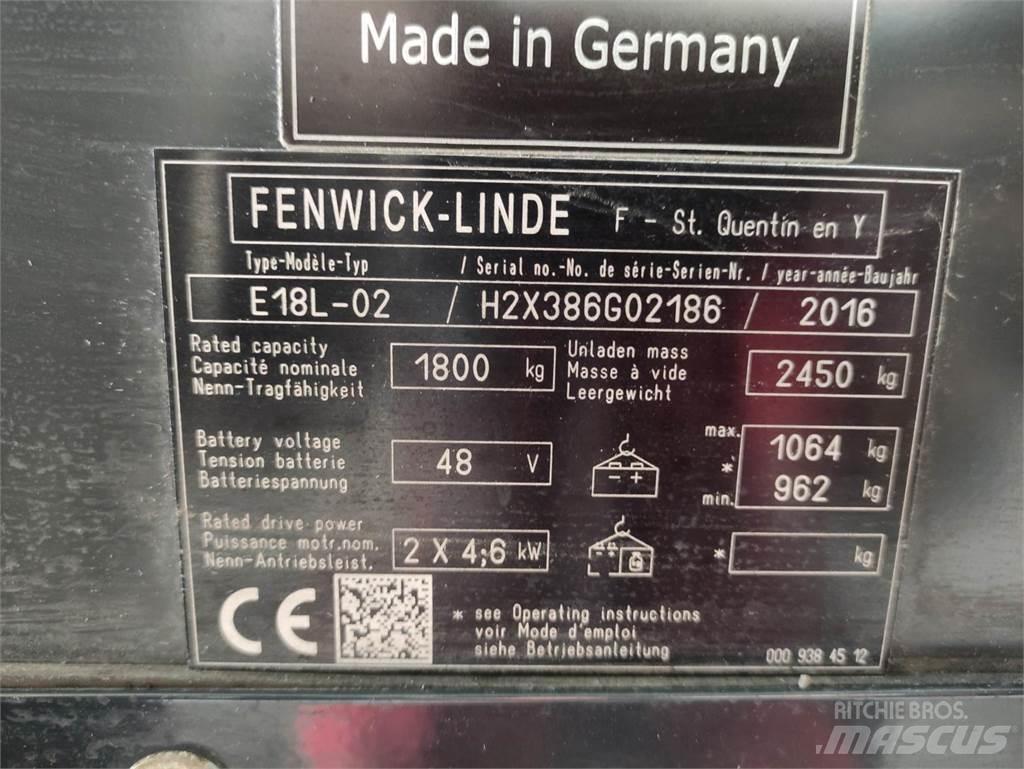 Made in Germany
FENWICK-LINDE F - St. Quentin en Y
Type-Modèle-Typ / Serial no.-No. de série-Serien-Nr. / year-année-Baujahr
E18L-02 / H2X386G02186 / 2016
Rated capacity
Capacité nominale
Nenn-Tragfähigkeit
1800 kg
Unladen mass
Masse à vide
Leergewicht
2450 kg
Battery voltage
Tension batterie
Batteriespannung
48 V
- +
max. 1064 kg
*
min. 962 kg
Rated drive power
Puissance motr.nom.
Nenn-Antriebsleist.
2 X 4,6 kW
* kg
CE
* see Operating instructions
voir Mode d'emploi
siehe Betriebsanleitung
000 938 45 12
RITCHIE BROS.
MASCUS